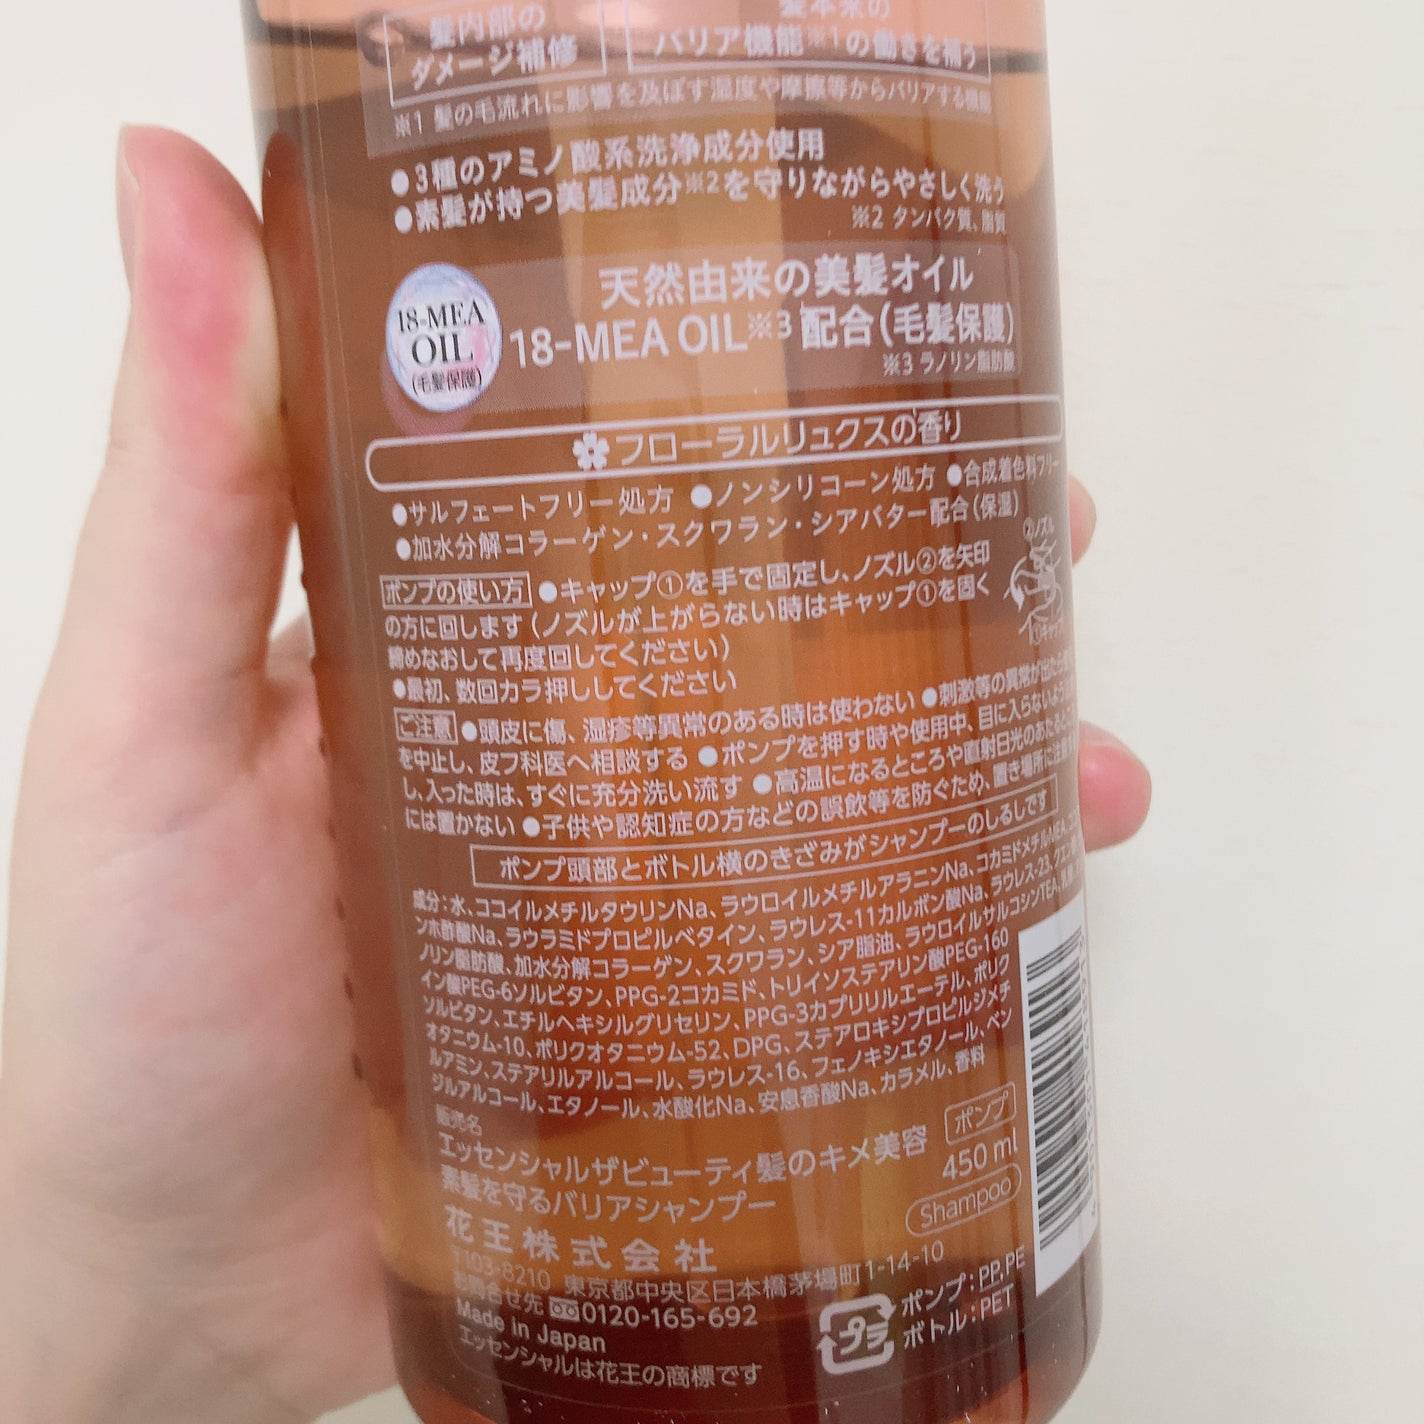 髪内部の
ダメージ補修
髪本来の
バリア機能※1の働きを補う
※1 髪の毛流れに影響を及ぼす湿度や摩擦等からバリアする機能
●3種のアミノ酸系洗浄成分使用
●素髪が持つ美髪成分※2を守りながらやさしく洗う
※2 タンパク質、脂質
18-MEA
OIL
(毛髪保護)
天然由来の美髪オイル
18-MEA OIL※3 配合(毛髪保護)
※3 ラノリン脂肪酸
フローラルリュクスの香り
●サルフェートフリー処方 ●ノンシリコーン処方 ●合成着色料フリー
●加水分解コラーゲン・スクワラン・シアバター配合(保湿)
ポンプの使い方 ●キャップ①を手で固定し、ノズル②を矢印
の方に回します(ノズルが上がらない時はキャップ①を固く
締めなおして再度回してください)
●最初、数回カラ押ししてください
②ノズル
①キャップ
ご注意 ●頭皮に傷、湿疹等異常のある時は使わない ●刺激等の異常が出たら
を中止し、皮フ科医へ相談する ●ポンプを押す時や使用中、目に入らないよう
し、入った時は、すぐに充分洗い流す ●高温になるところや直射日光のあたるところ
には置かない ●子供や認知症の方などの誤飲等を防ぐため、置き場所に注意
ポンプ頭部とボトル横のきざみがシャンプーのしるしです
成分:水、ココイルメチルタウリンNa、ラウロイルメチルアラニンNa、コカミドメチルMEA、
ンホ酢酸Na、ラウラミドプロピルベタイン、ラウレス-11カルボン酸Na、ラウレス-23、クエン
ノリン脂肪酸、加水分解コラーゲン、スクワラン、シア脂油、ラウロイルサルコシンTEA、
イン酸PEG-6ソルビタン、PPG-2コカミド、トリイソステアリン酸PEG-160
ソルビタン、エチルヘキシルグリセリン、PPG-3カプリリルエーテル、ポリク
オタニウム-10、ポリクオタニウム-52、DPG、ステアロキシプロピルジメチ
ルアミン、ステアリルアルコール、ラウレス-16、フェノキシエタノール、ベン
ジルアルコール、エタノール、水酸化Na、安息香酸Na、カラメル、香料
販売名
エッセンシャルザビューティ髪のキメ美容
素髪を守るバリアシャンプー
ポンプ
450 ml
Shampoo
花王株式会社
〒103-8210 東京都中央区日本橋茅場町1-14-10
お問合せ先 0120-165-692
Made in Japan
エッセンシャルは花王の商標です
プラ
ポンプ:PP,PE
ボトル:PET